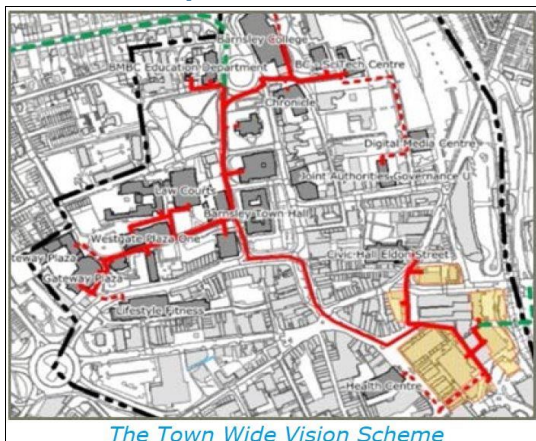 Barnsley College
BMBC Education Department
BC - SciTech Centre
Chronicle
Digital Media Centre
Joint Authorities Governance U
Law Courts
Barnsley Town Hall
Westgate Plaza One
Civic Hall Eldon Street
teway Plaza
Gateway Plaza
Lifestyle Fitness
Health Centre
The Town Wide Vision Scheme